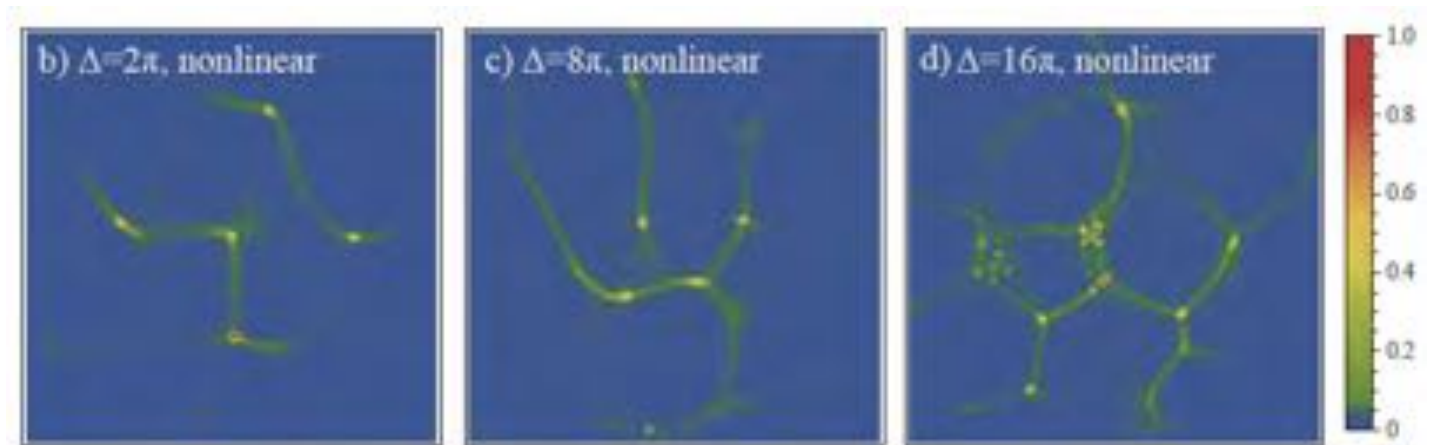 b) Δ=2π, nonlinear
c) Δ=8π, nonlinear
d) Δ=16π, nonlinear
1.0
0.8
0.6
0.4
0.2
0